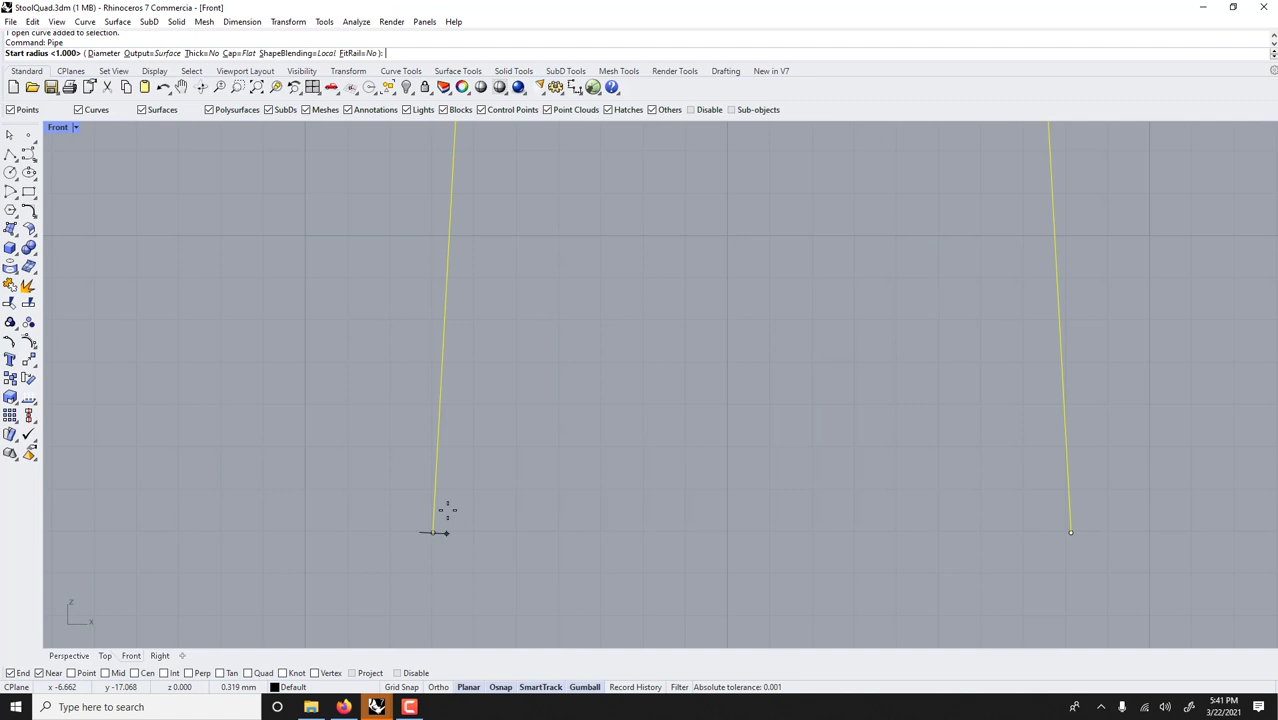 StoolQuad.3dm (1 MB) - Rhinoceros 7 Commercia - [Front]
File Edit View Curve Surface SubD Solid Mesh Dimension Transform Tools Analyze Render Panels Help
1 open curve added to selection.
Command: Pipe
Start radius <1.000> ( Diameter Output=Surface Thick=No Cap=Flat ShapeBlending=Local FitRail=No ):
Standard CPlanes Set View Display Select Viewport Layout Visibility Transform Curve Tools Surface Tools Solid Tools SubD Tools Mesh Tools Render Tools Drafting New in V7
Points Curves Surfaces Polysurfaces SubDs Meshes Annotations Lights Blocks Control Points Point Clouds Hatches Others Disable Sub-objects
Front
z
x
Perspective Top Front Right
End Near Point Mid Cen Int Perp Tan Quad Knot Vertex Project Disable
CPlane x -6.662 y -17.068 z 0.000 0.319 mm Default Grid Snap Ortho Planar Osnap SmartTrack Gumball Record History Filter Absolute tolerance: 0.001
Type here to search
5:41 PM
3/22/2021